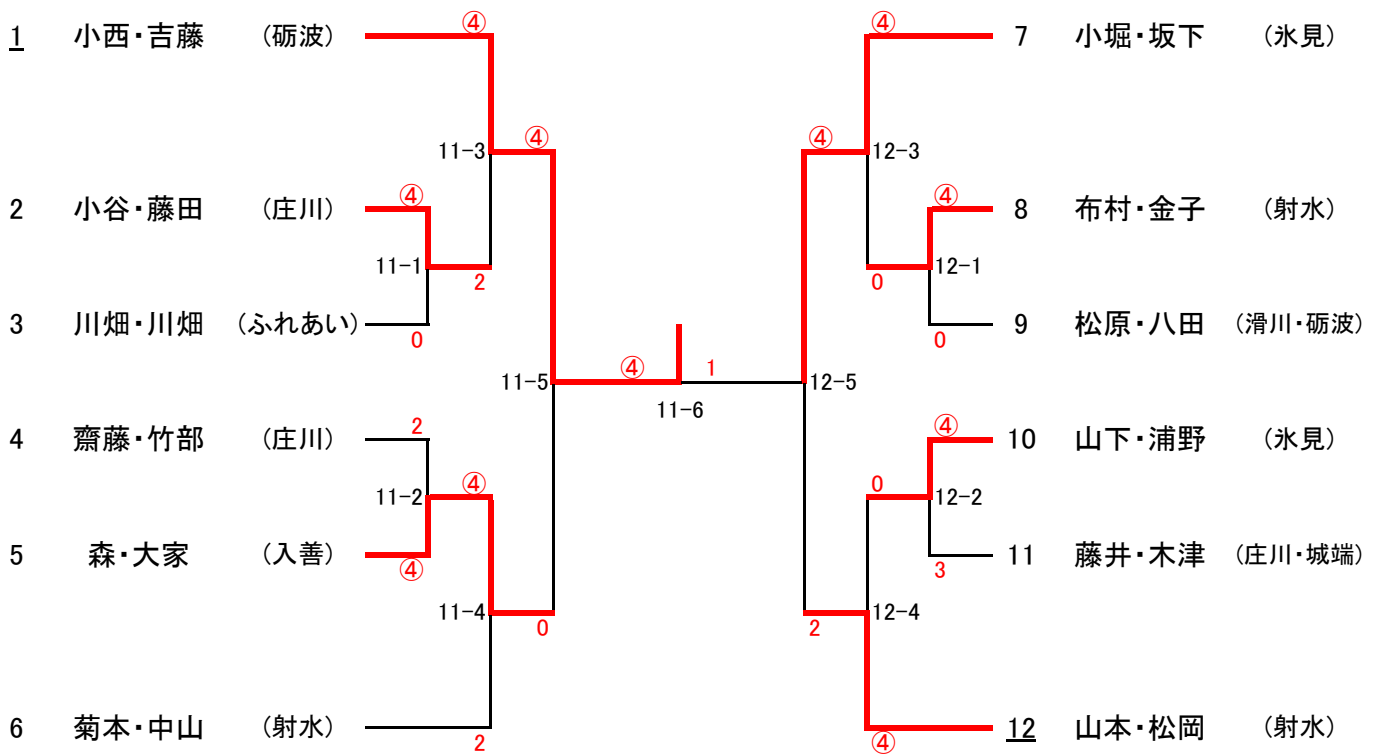 1 小西・吉藤 (砺波) ④ ④ 7 小堀・坂下 (氷見)
11-3 ④ ④ 12-3
2 小谷・藤田 (庄川) ④ ④ 8 布村・金子 (射水)
11-1 2 0 12-1
3 川畑・川畑 (ふれあい) 0 0 9 松原・八田 (滑川・砺波)
11-5 ④ 1 12-5
11-6
4 齋藤・竹部 (庄川) 2 ④ 10 山下・浦野 (氷見)
11-2 ④ 0 12-2
5 森・大家 (入善) ④ 3 11 藤井・木津 (庄川・城端)
11-4 0 2 12-4
6 菊本・中山 (射水) 2 ④ 12 山本・松岡 (射水)